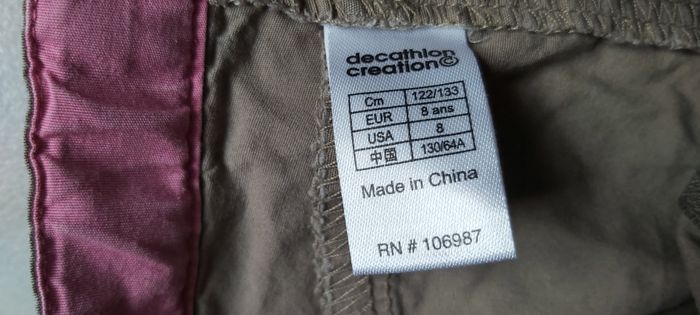 decathlon
creation©
Cm 122/133
EUR 8 ans
USA 8
中国 130/64A
Made in China
RN # 106987